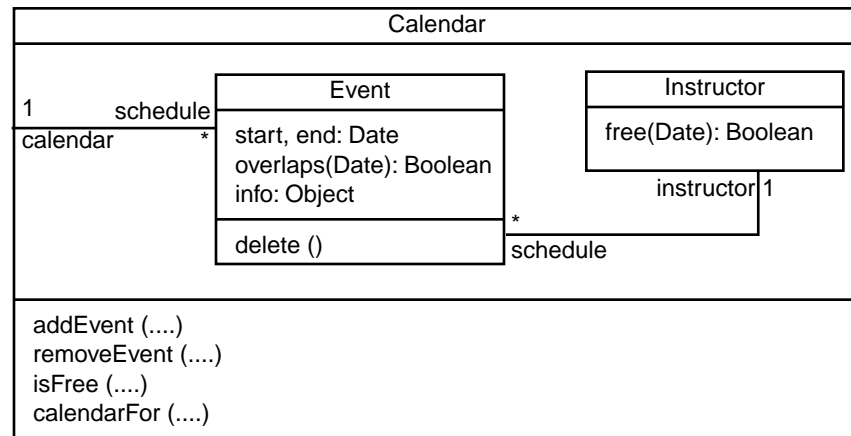 Calendar
Event
Instructor
1
schedule
calendar
*
start, end: Date
overlaps(Date): Boolean
info: Object
free(Date): Boolean
instructor 1
*
delete ()
schedule
addEvent (....)
removeEvent (....)
isFree (....)
calendarFor (....)